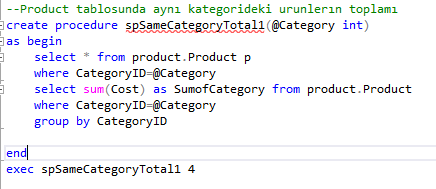 --Product tablosunda aynı kategorideki urunlerın toplamı
create procedure spSameCategoryTotal1(@Category int)
as begin
select * from product.Product p
where CategoryID=@Category
select sum(Cost) as SumofCategory from product.Product
where CategoryID=@Category
group by CategoryID
end
exec spSameCategoryTotal1 4